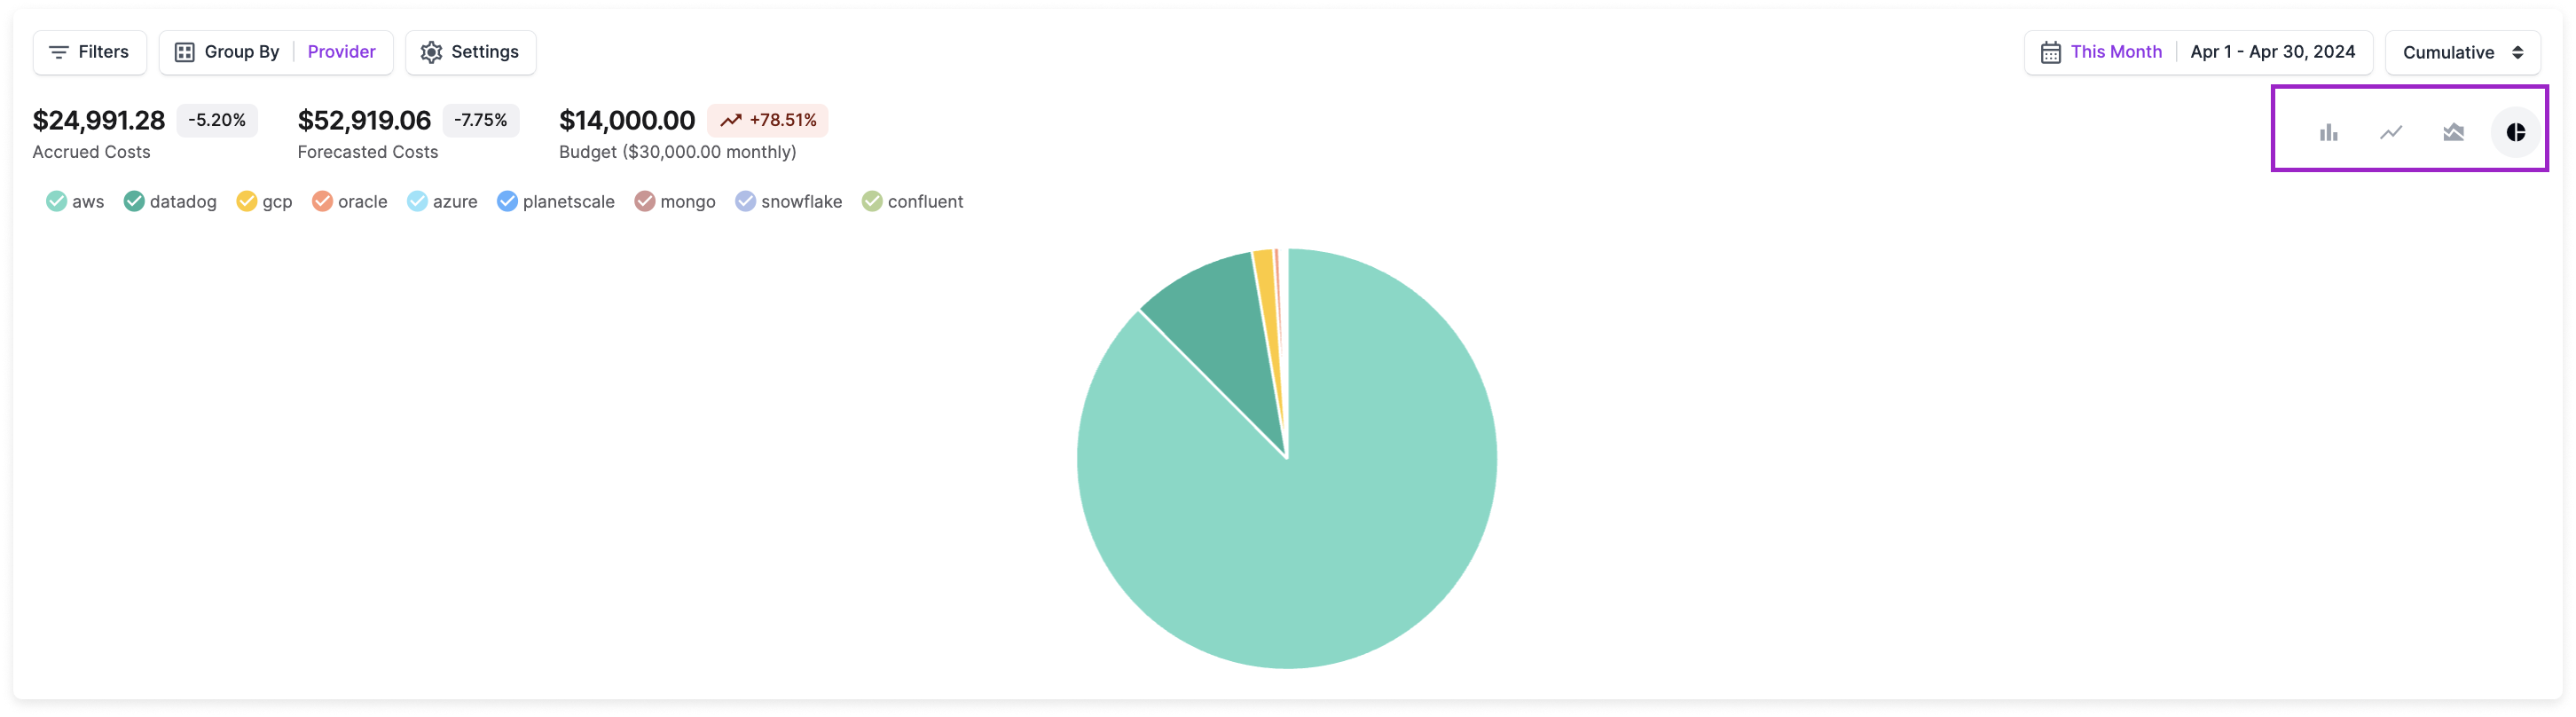 Filters Group By Provider Settings This Month Apr 1 - Apr 30, 2024 Cumulative
$24,991.28 -5.20% $52,919.06 -7.75% $14,000.00 +78.51%
Accrued Costs Forecasted Costs Budget ($30,000.00 monthly)
aws datadog gcp oracle azure planetscale mongo snowflake confluent